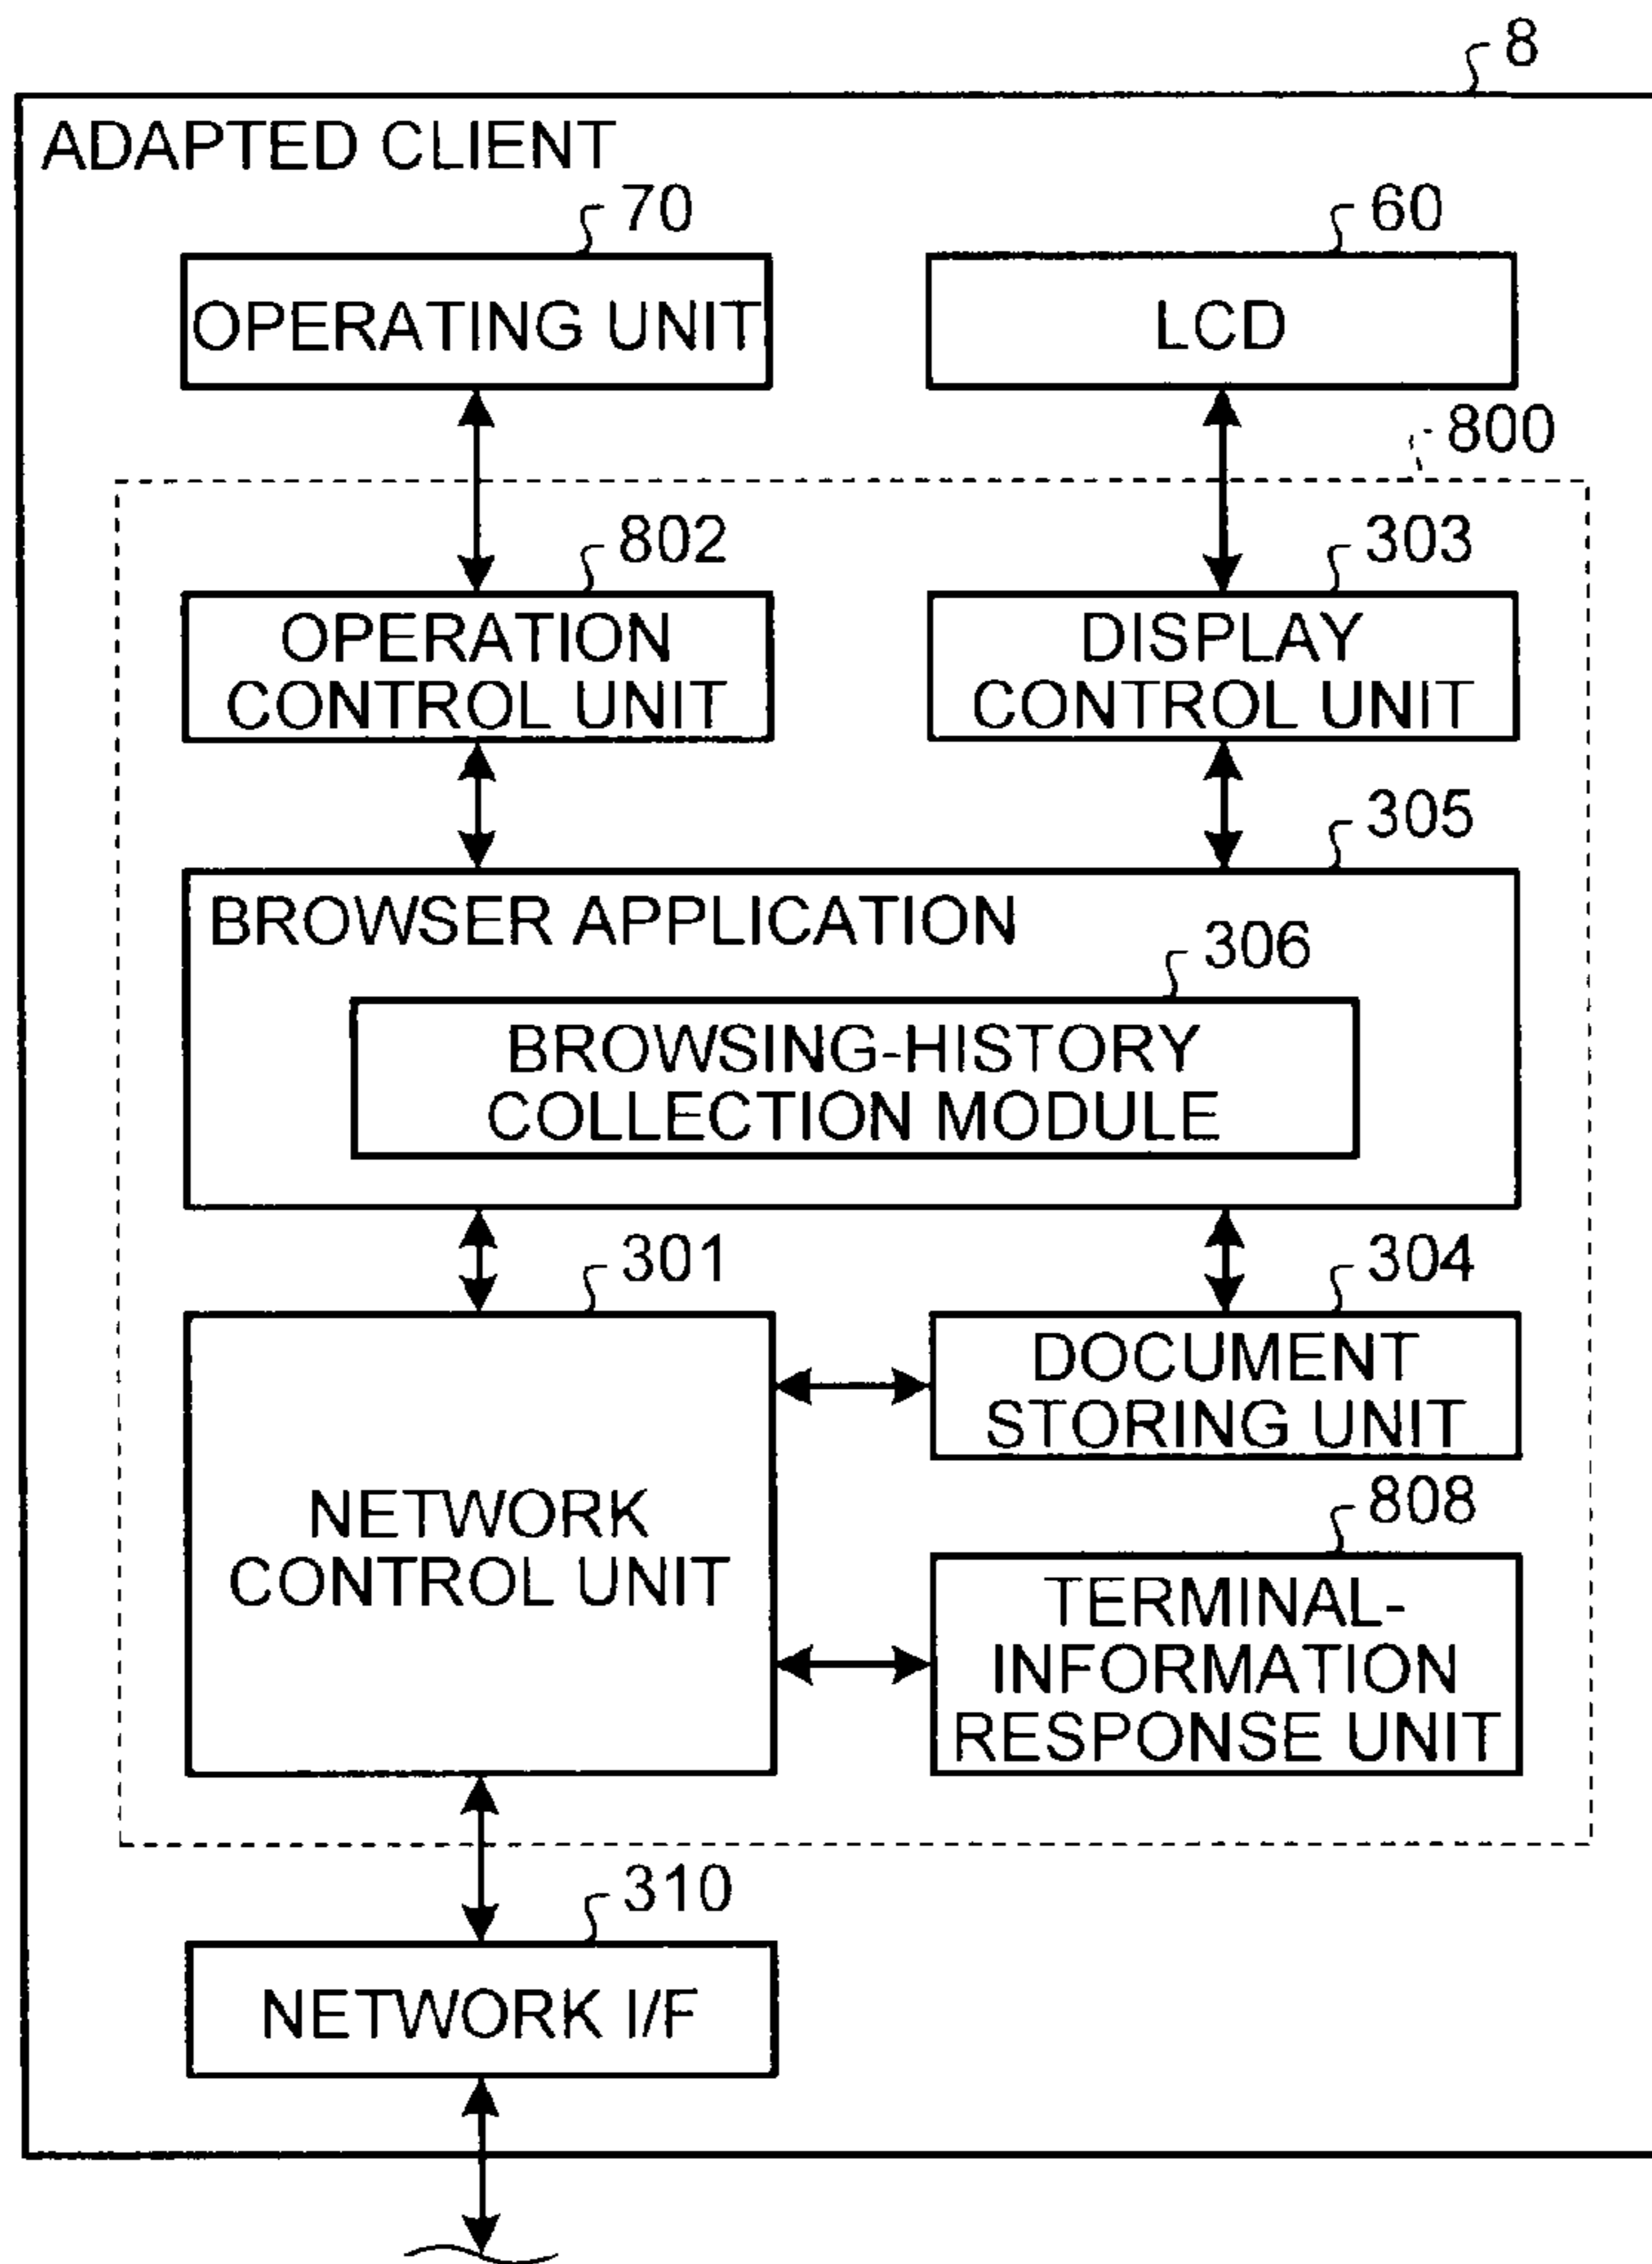 8
ADAPTED CLIENT
70
60
OPERATING UNIT
LCD
800
802
303
OPERATION
CONTROL UNIT
DISPLAY
CONTROL UNIT
305
BROWSER APPLICATION
306
BROWSING-HISTORY
COLLECTION MODULE
301
304
NETWORK
CONTROL UNIT
DOCUMENT
STORING UNIT
808
TERMINAL-
INFORMATION
RESPONSE UNIT
310
NETWORK I/F